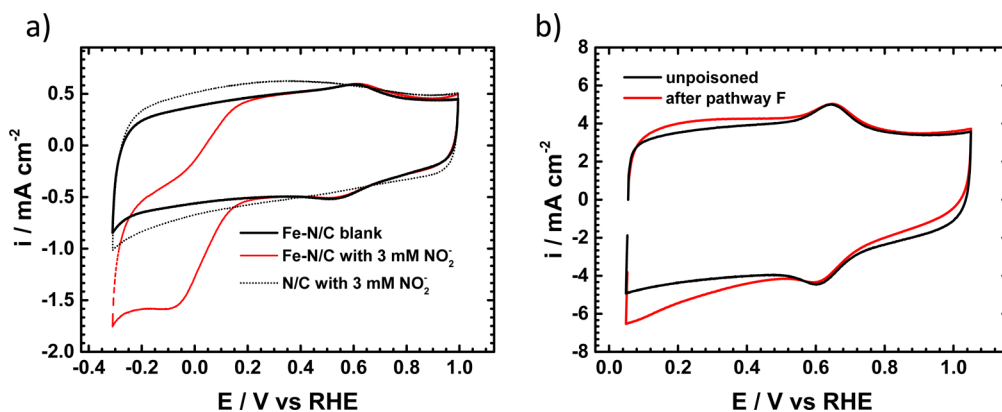 a)
i / mA cm⁻²
0.5
0.0
-0.5
-1.0
-1.5
-2.0
Fe-N/C blank
Fe-N/C with 3 mM NO₂⁻
N/C with 3 mM NO₂⁻
-0.4 -0.2 0.0 0.2 0.4 0.6 0.8 1.0
E / V vs RHE
b)
i / mA cm⁻²
8
6
4
2
0
-2
-4
-6
-8
unpoisoned
after pathway F
0.0 0.2 0.4 0.6 0.8 1.0
E / V vs RHE